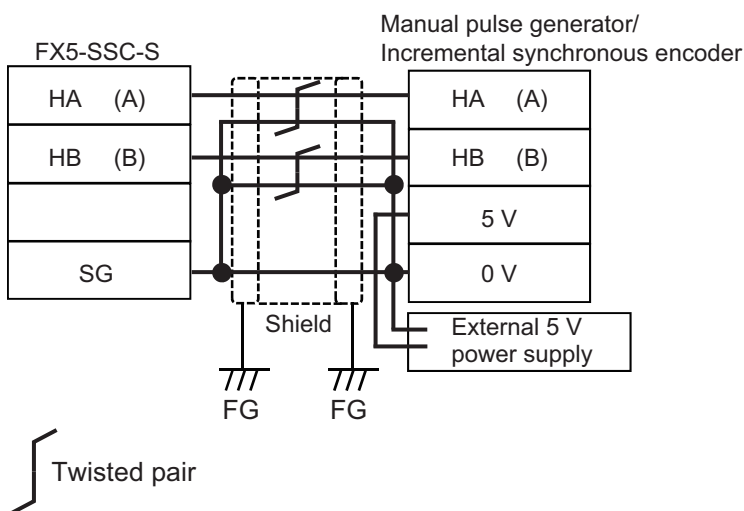 Manual pulse generator/
Incremental synchronous encoder
FX5-SSC-S
HA (A)
HB (B)
SG
HA (A)
HB (B)
5 V
0 V
External 5 V
power supply
Shield
FG
FG
Twisted pair